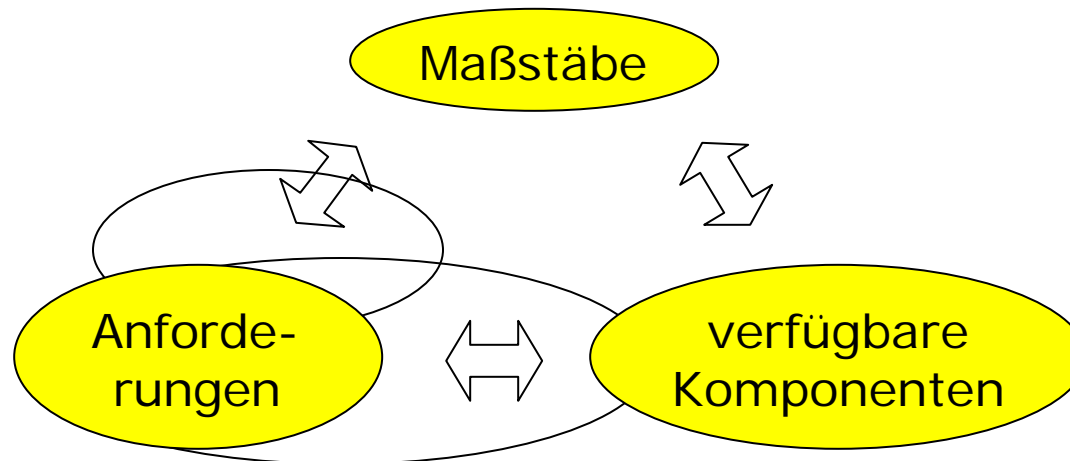 Maßstäbe
Anforde-
rungen
verfügbare
Komponenten